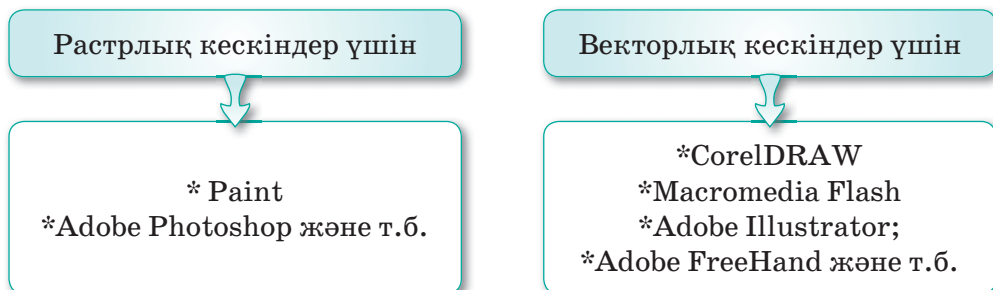 Растрлық кескіндер үшін
* Paint
*Adobe Photoshop және т.б.
Векторлық кескіндер үшін
*CorelDRAW
*Macromedia Flash
*Adobe Illustrator;
*Adobe FreeHand және т.б.